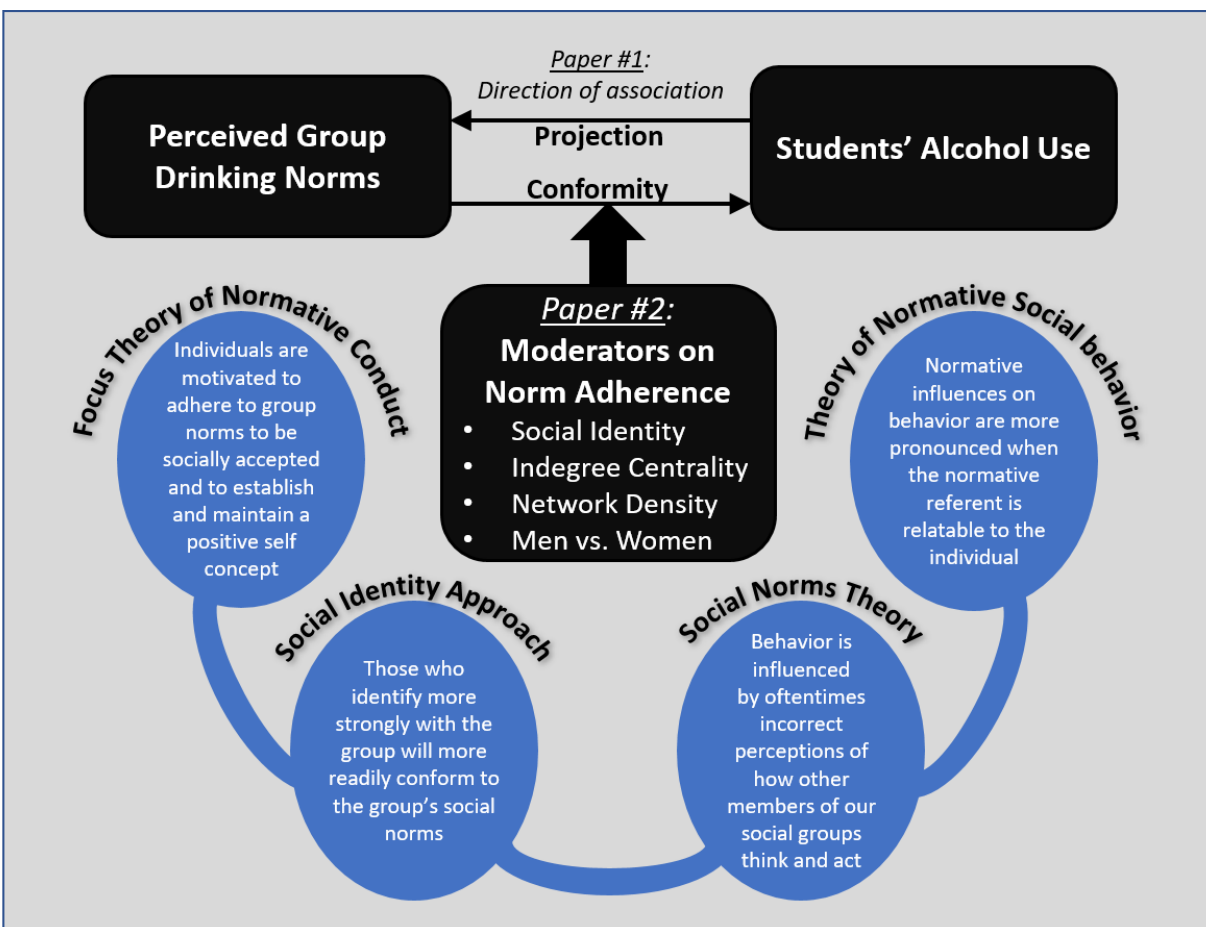 Paper #1:
Direction of association
Perceived Group
Drinking Norms
Projection
Conformity
Students’ Alcohol Use
Paper #2:
Moderators on
Norm Adherence
• Social Identity
• Indegree Centrality
• Network Density
• Men vs. Women
Focus Theory of Normative Conduct
Individuals are
motivated to
adhere to group
norms to be
socially accepted
and to establish
and maintain a
positive self
concept
Social Identity Approach
Those who
identify more
strongly with the
group will more
readily conform to
the group’s social
norms
Social Norms Theory
Behavior is
influenced
by oftentimes
incorrect
perceptions of
how other
members of our
social groups
think and act
Theory of Normative Social behavior
Normative
influences on
behavior are more
pronounced when
the normative
referent is
relatable to the
individual